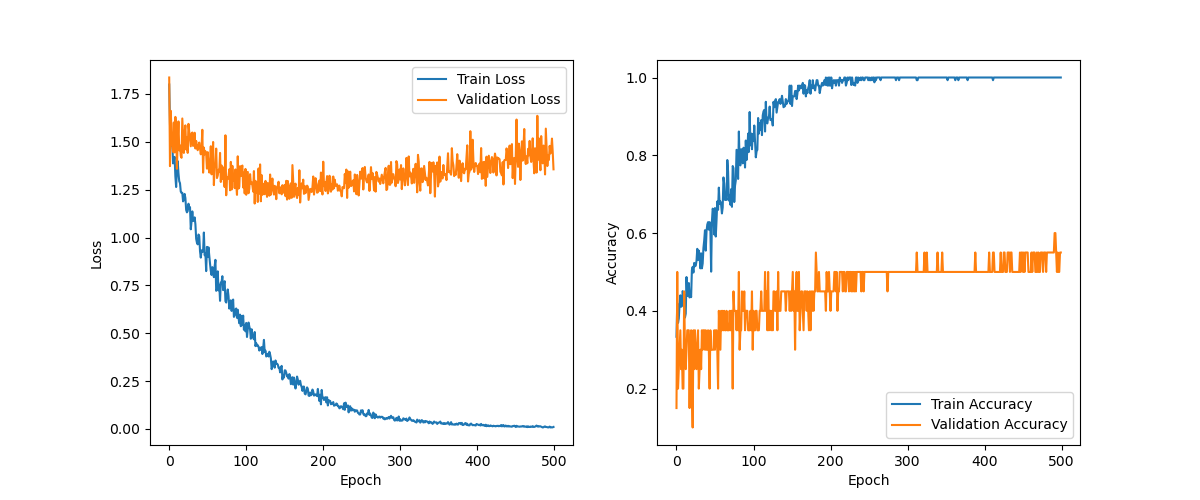 Train Loss
Validation Loss
1.75
1.50
1.25
1.00
0.75
0.50
0.25
0.00
Loss
0 100 200 300 400 500
Epoch
1.0
0.8
0.6
0.4
0.2
Accuracy
Train Accuracy
Validation Accuracy
0 100 200 300 400 500
Epoch